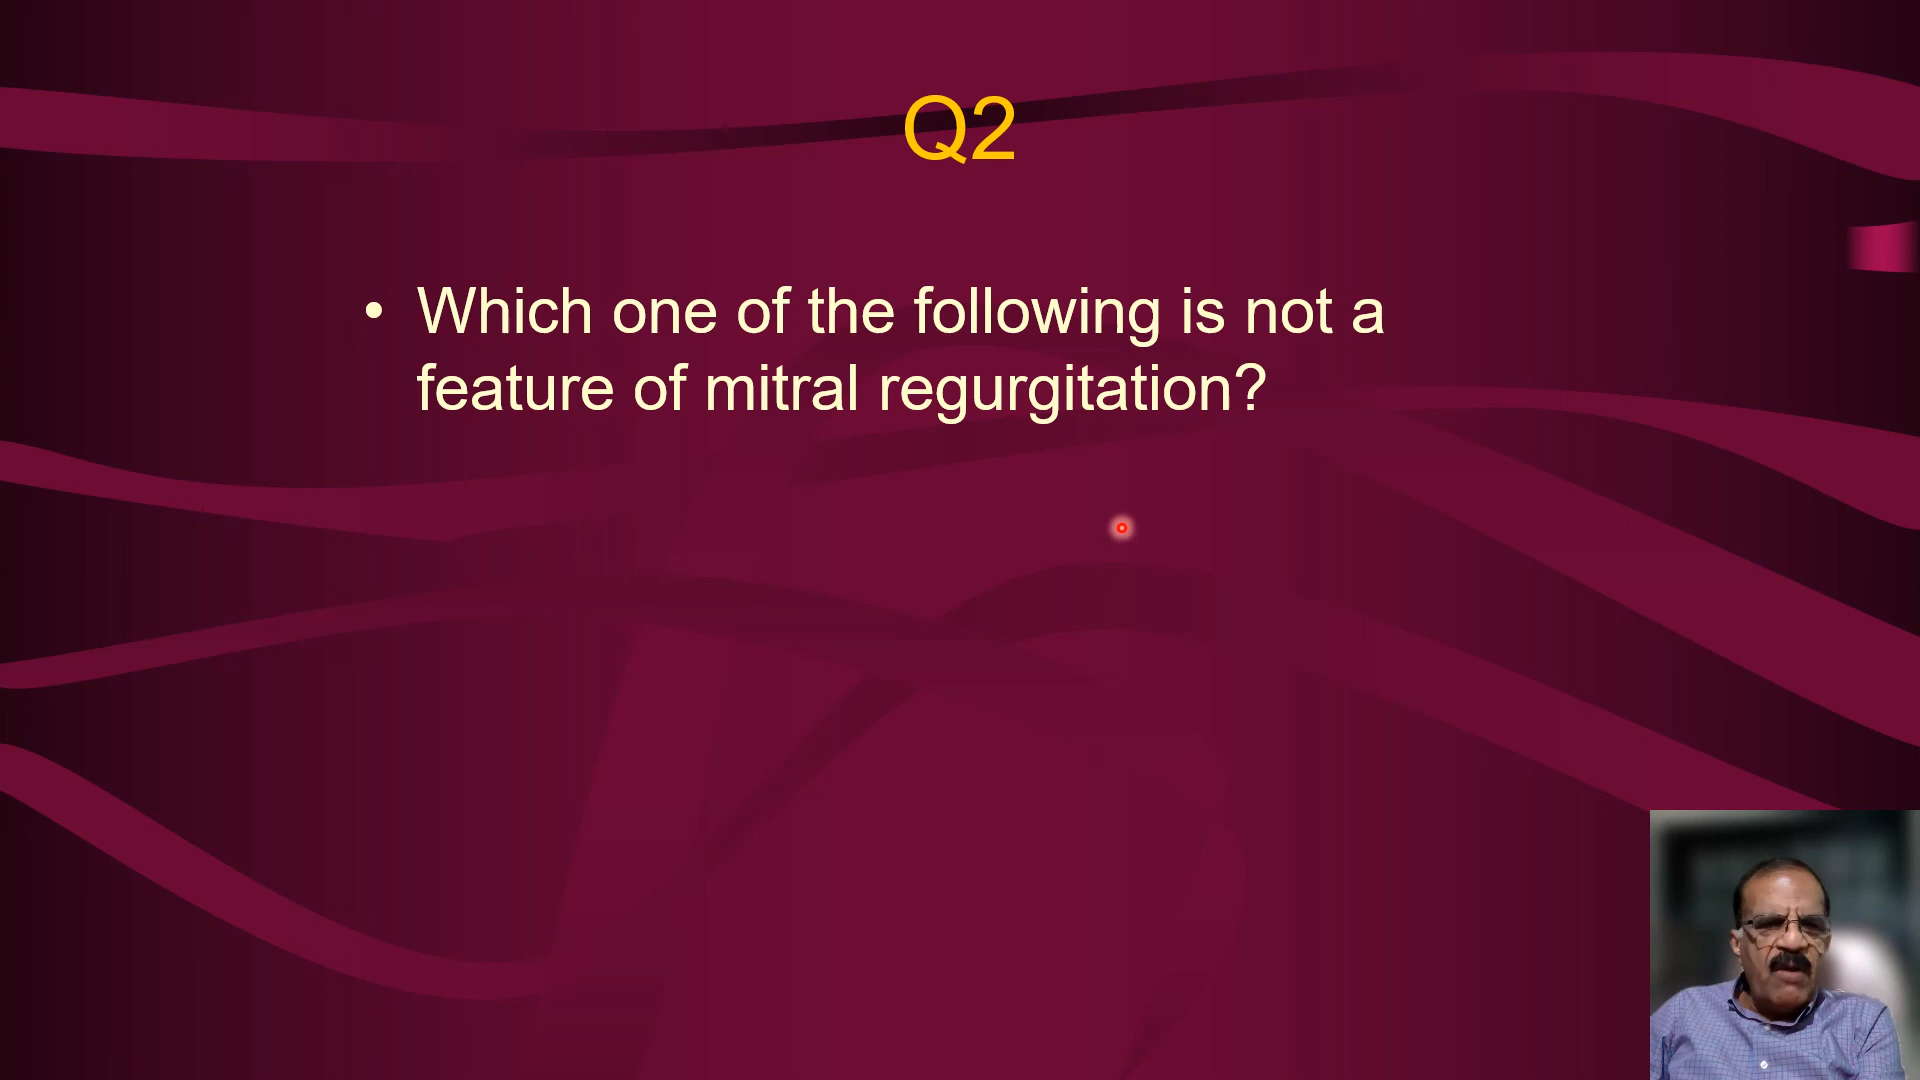 Q2
• Which one of the following is not a
feature of mitral regurgitation?